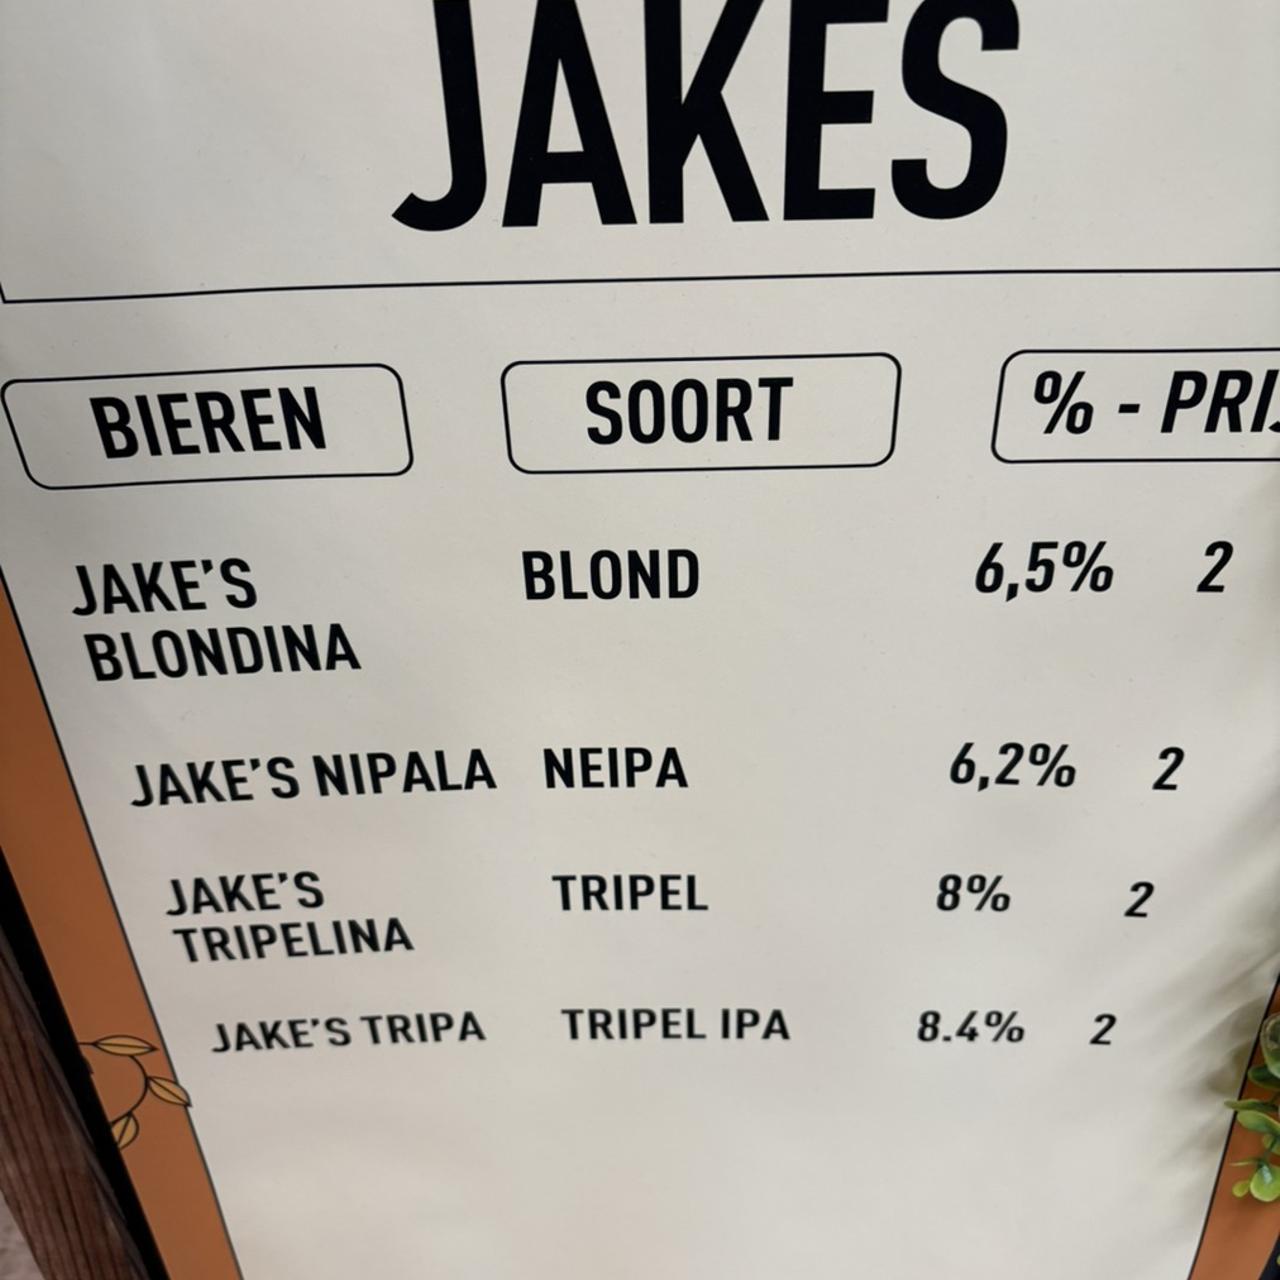 JAKES
BIEREN SOORT % - PRIJ
JAKE'S BLOND 6,5% 2
BLONDINA
JAKE'S NIPALA NEIPA 6,2% 2
JAKE'S TRIPEL 8% 2
TRIPELINA
JAKE'S TRIPA TRIPEL IPA 8.4% 2